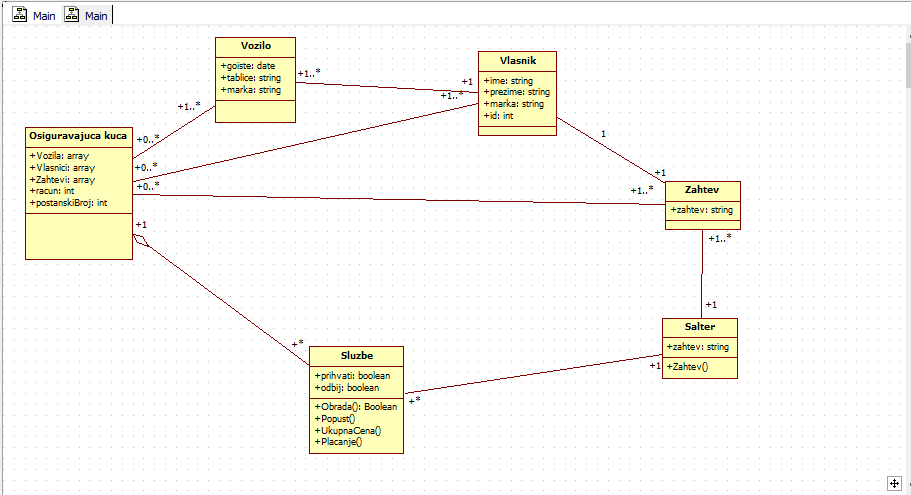 Main Main
Vozilo
+goiste: date
+tablice: string
+marka: string
+1..*
+1..*
Vlasnik
+ime: string
+prezime: string
+marka: string
+id: int
+1
+1..*
1
+1
Osiguravajuca kuca
+Vozila: array
+Vlasnici: array
+Zahtevi: array
+racun: int
+postanskiBroj: int
+0..*
+0..*
+0..*
+1
Zahtev
+zahtev: string
+1..*
+1..*
+1
Salter
+zahtev: string
+Zahtev()
+1
Sluzbe
+prihvati: boolean
+odbij: boolean
+Obrada(): Boolean
+Popust()
+UkupnaCena()
+Placanje()
+*
+*